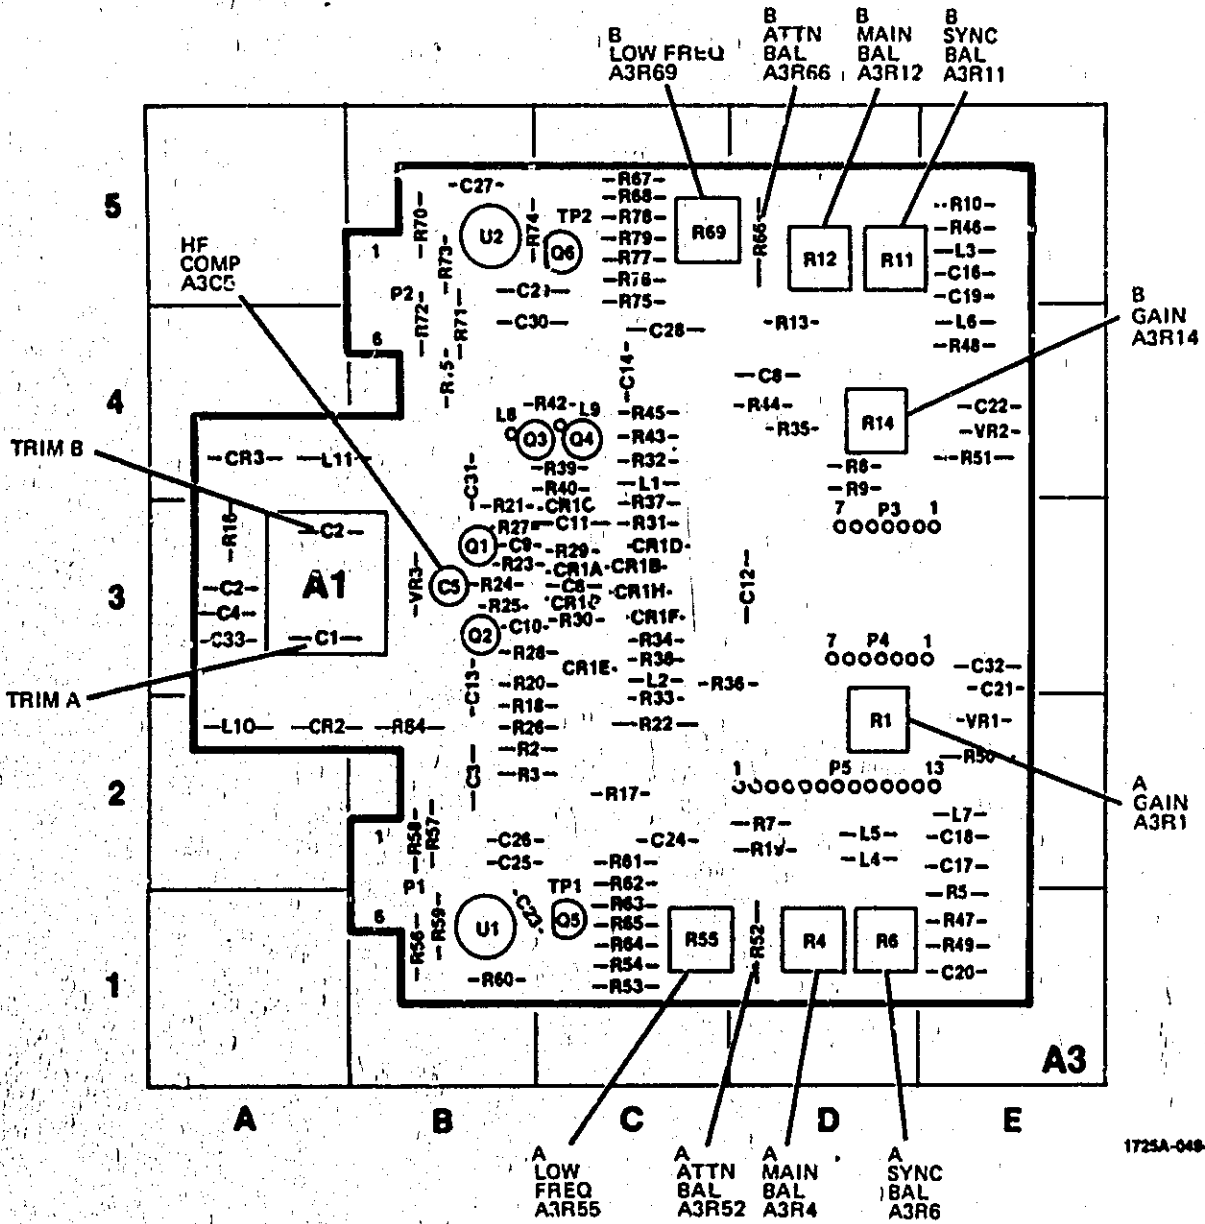 B
LOW FREQ
A3R69
B
ATTN
BAL
A3R66
B
MAIN
BAL
A3R12
B
SYNC
BAL
A3R11
5
HF
COMP
A3C5
-C27-
-R70-
-R73-
U2
-R74-
TP2
Q6
-R67-
-R68-
-R78-
-R79-
-R77-
-R76-
-R75-
R69
-R66-
R12
R11
-R10-
-R46-
-L3-
-C16-
-C19-
-L6-
-R48-
1
P2
6
-R72-
-R71-
-C30-
-C28-
-R13-
B
GAIN
A3R14
4
-C14-
-C8-
-R44-
-R35-
R14
-C22-
-VR2-
-R51-
L8
-R42-
L9
Q3
Q4
-R45-
-R43-
-R32-
-L1-
-R37-
-R31-
-R39-
-R40-
-R8-
-R9-
TRIM B
-CR3-
-L11-
-C31-
-R21-
-CR1C
-R27-
-C11-
7 P3 1
-R16-
-C2-
A1
-C1-
3
-C2-
-C4-
-C33-
-VR3-
C5
Q1
-C9-
-R23-
-R24-
-R25-
Q2
-C10-
-R28-
-R29-
-CR1A
-C6-
-R30-
-CR1D-
-CR1B-
-CR1H-
-CR1F-
-R34-
-R38-
-L2-
-R33-
CR1E-
-C12-
7 P4 1
-C32-
-C21-
-R36-
TRIM A
-C13-
-R20-
-R18-
-R26-
-R2-
-R3-
-L10-
-CR2-
-R84-
-R22-
R1
-VR1-
-R50-
2
-C3-
-R17-
1 P5 13
A
GAIN
A3R1
1
P1
6
-R58-
-R57-
-C26-
-C25-
-C24-
-R7-
-L5-
-L4-
-L7-
-C18-
-C17-
-R5-
-R47-
-R49-
-C20-
-R61-
-R62-
-R63-
-R65-
-R64-
-R54-
-R53-
TP1
Q5
-C23-
U1
-R59-
-R56-
-R60-
R55
-R52-
R4
R6
1
A3
A
B
C
D
E
A
LOW
FREQ
A3R55
A
ATTN
BAL
A3R52
A
MAIN
BAL
A3R4
A
SYNC
BAL
A3R6
1725A-049-